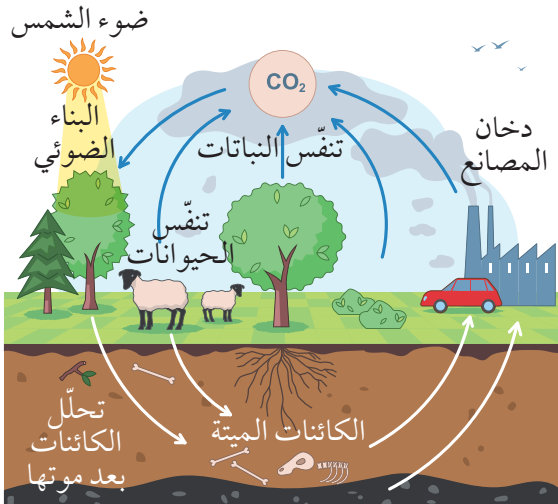 ضوء الشمس
CO₂
البناء
الضوئي
تنفّس النباتات
دخان
المصانع
تنفّس
الحيوانات
تحلّل
الكائنات
بعد موتها
الكائنات الميتة